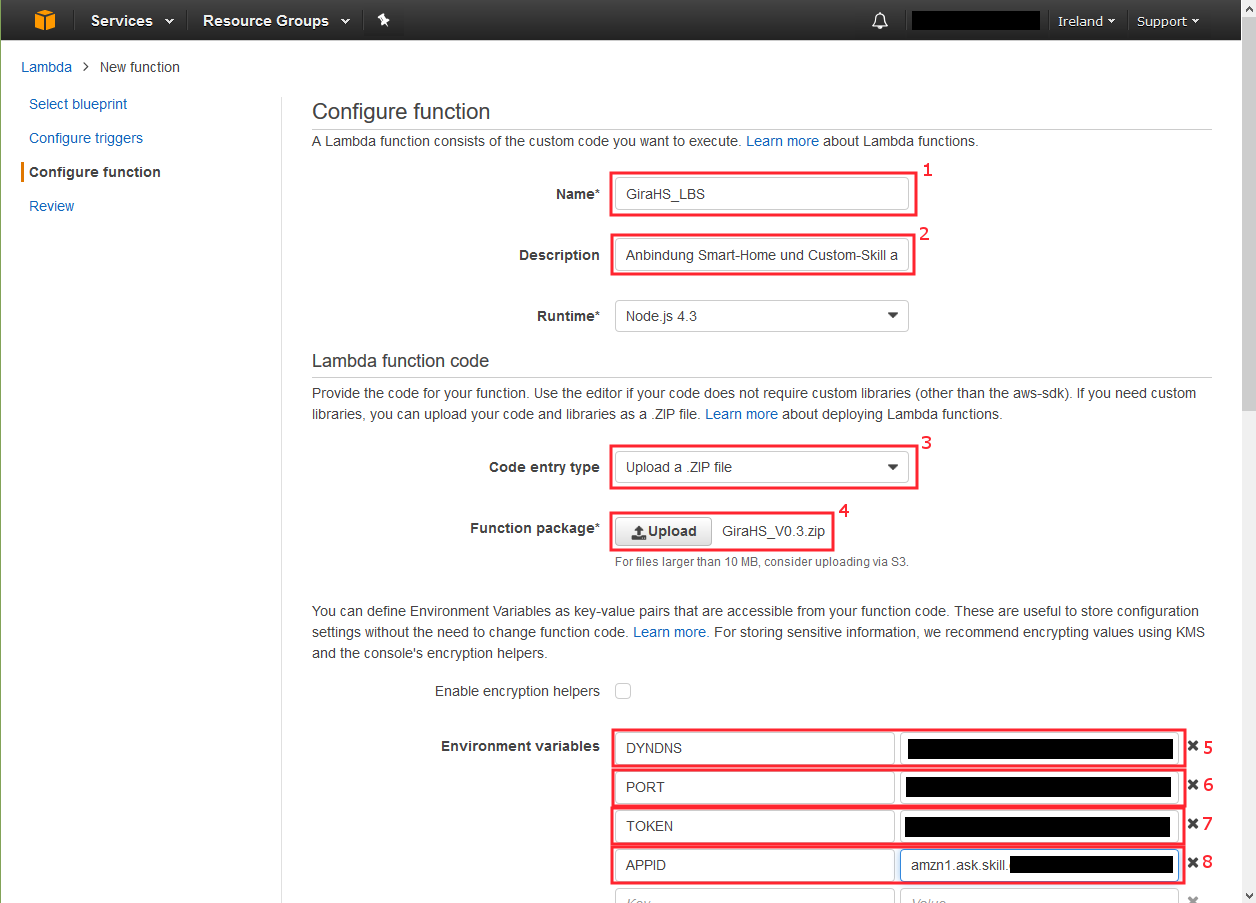 Services Resource Groups Ireland Support
Lambda > New function
Select blueprint
Configure triggers
Configure function
Review
Configure function
A Lambda function consists of the custom code you want to execute. Learn more about Lambda functions.
Name* GiraHS_LBS 1
Description Anbindung Smart-Home und Custom-Skill a 2
Runtime* Node.js 4.3
Lambda function code
Provide the code for your function. Use the editor if your code does not require custom libraries (other than the aws-sdk). If you need custom
libraries, you can upload your code and libraries as a .ZIP file. Learn more about deploying Lambda functions.
Code entry type Upload a .ZIP file 3
Function package* Upload GiraHS_V0.3.zip 4
For files larger than 10 MB, consider uploading via S3.
You can define Environment Variables as key-value pairs that are accessible from your function code. These are useful to store configuration
settings without the need to change function code. Learn more. For storing sensitive information, we recommend encrypting values using KMS
and the console's encryption helpers.
Enable encryption helpers
Environment variables DYNDNS 5
PORT 6
TOKEN 7
APPID amzn1.ask.skill. 8
Key Value